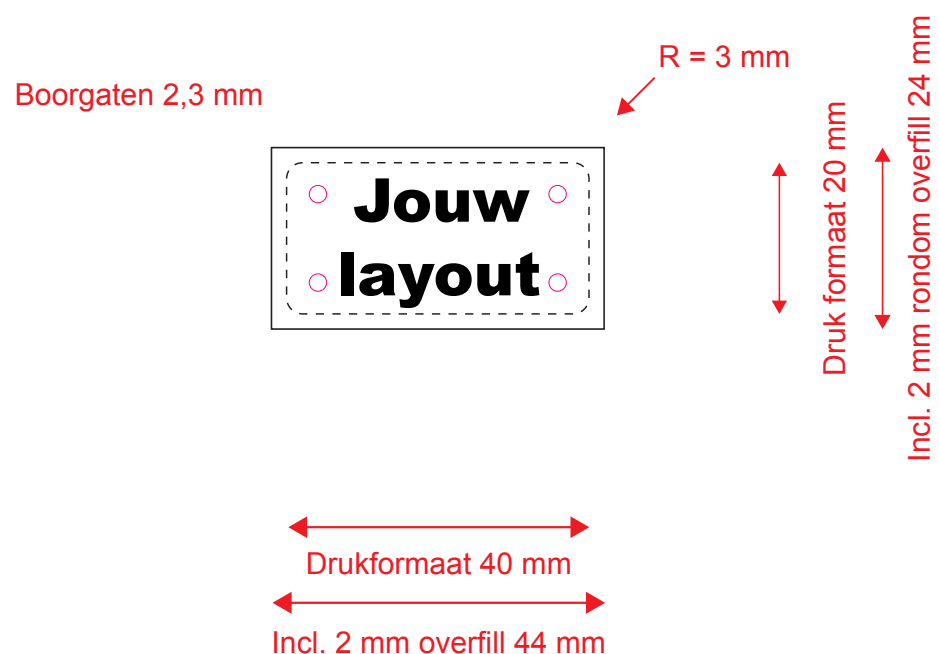 R = 3 mm
Boorgaten 2,3 mm
Jouw
layout
Druk formaat 20 mm
Incl. 2 mm rondom overfill 24 mm
Drukformaat 40 mm
Incl. 2 mm overfill 44 mm